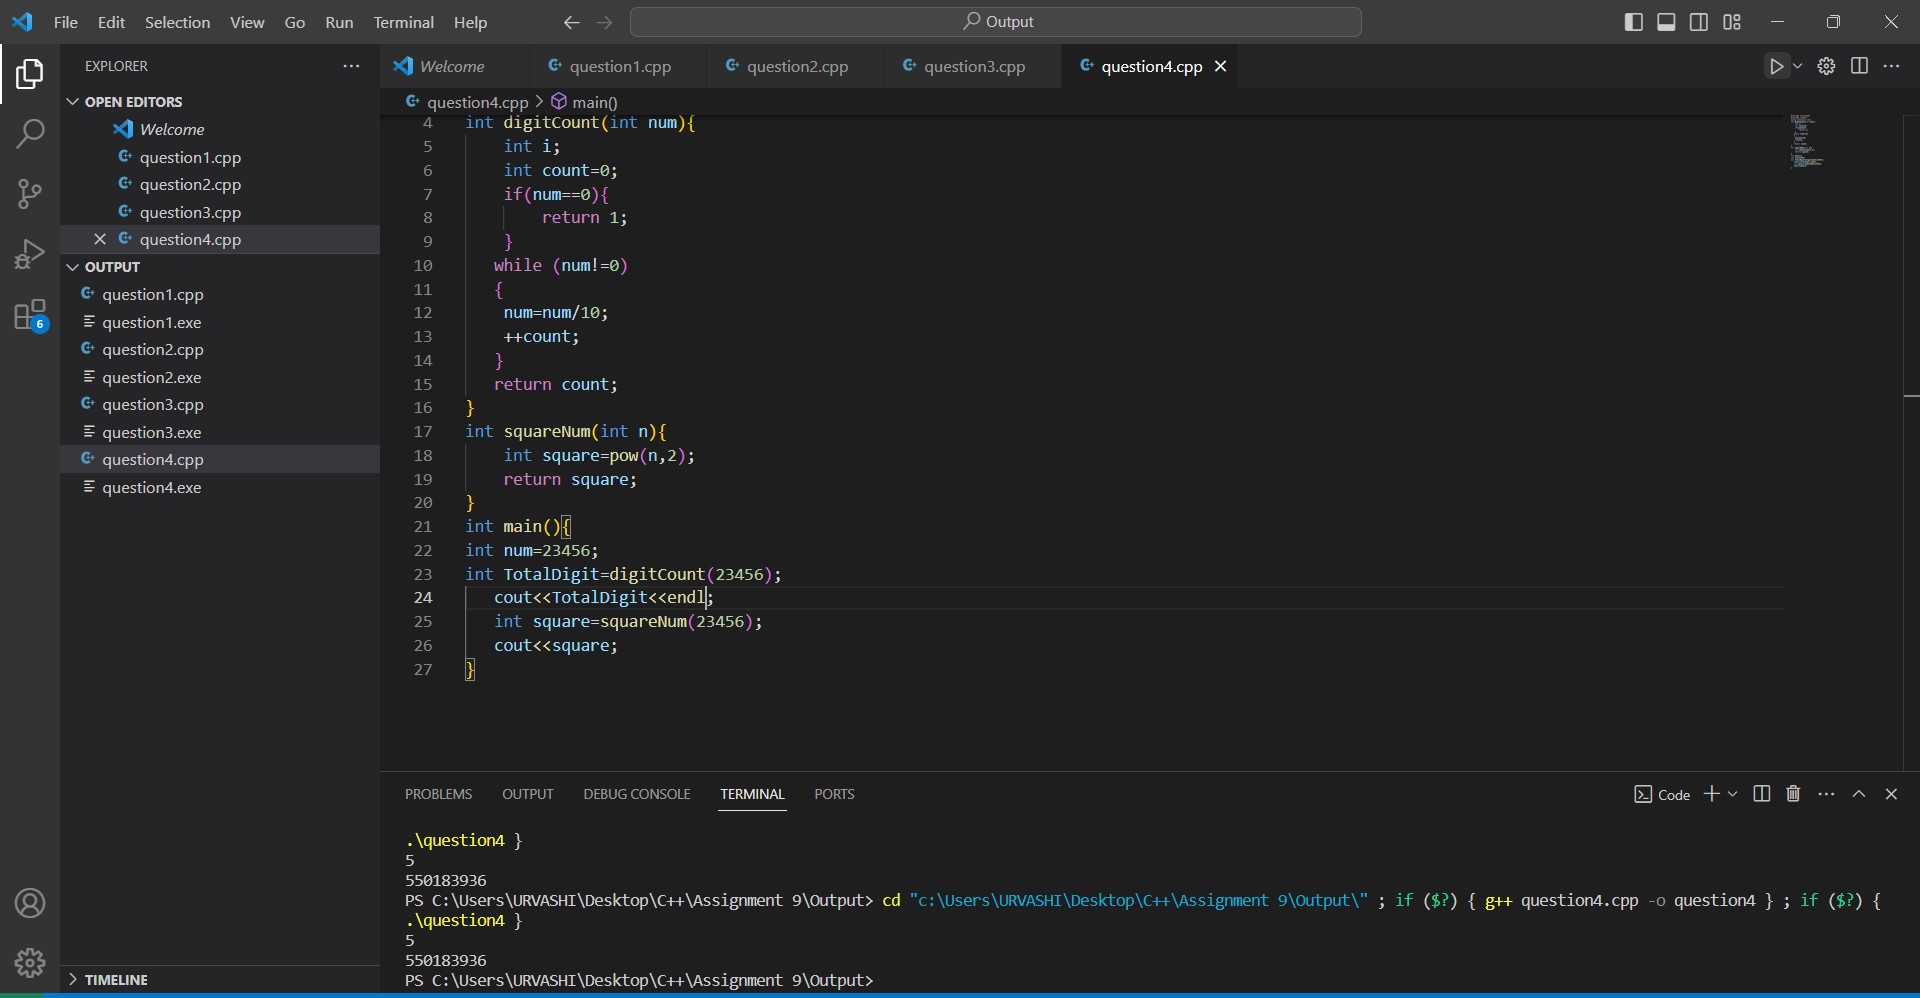 File Edit Selection View Go Run Terminal Help
Output
EXPLORER
OPEN EDITORS
Welcome
question1.cpp
question2.cpp
question3.cpp
question4.cpp
OUTPUT
question1.cpp
question1.exe
question2.cpp
question2.exe
question3.cpp
question3.exe
question4.cpp
question4.exe
TIMELINE
6
Welcome question1.cpp question2.cpp question3.cpp question4.cpp
question4.cpp > main()
4 int digitCount(int num){
5 int i;
6 int count=0;
7 if(num==0){
8 return 1;
9 }
10 while (num!=0)
11 {
12 num=num/10;
13 ++count;
14 }
15 return count;
16 }
17 int squareNum(int n){
18 int square=pow(n,2);
19 return square;
20 }
21 int main(){
22 int num=23456;
23 int TotalDigit=digitCount(23456);
24 cout<<TotalDigit<<endl;
25 int square=squareNum(23456);
26 cout<<square;
27 }
PROBLEMS OUTPUT DEBUG CONSOLE TERMINAL PORTS
Code
.\question4 }
5
550183936
PS C:\Users\URVASHI\Desktop\C++\Assignment 9\Output> cd "c:\Users\URVASHI\Desktop\C++\Assignment 9\Output\" ; if ($?) { g++ question4.cpp -o question4 } ; if ($?) {
.\question4 }
5
550183936
PS C:\Users\URVASHI\Desktop\C++\Assignment 9\Output>